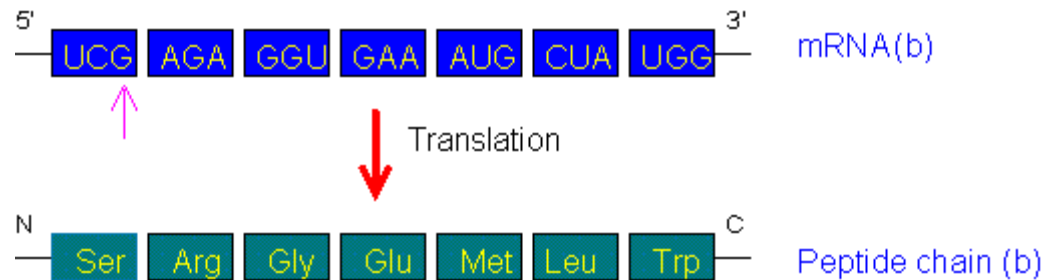 5' 3'
UCG AGA GGU GAA AUG CUA UGG mRNA(b)
Translation
N C
Ser Arg Gly Glu Met Leu Trp Peptide chain (b)